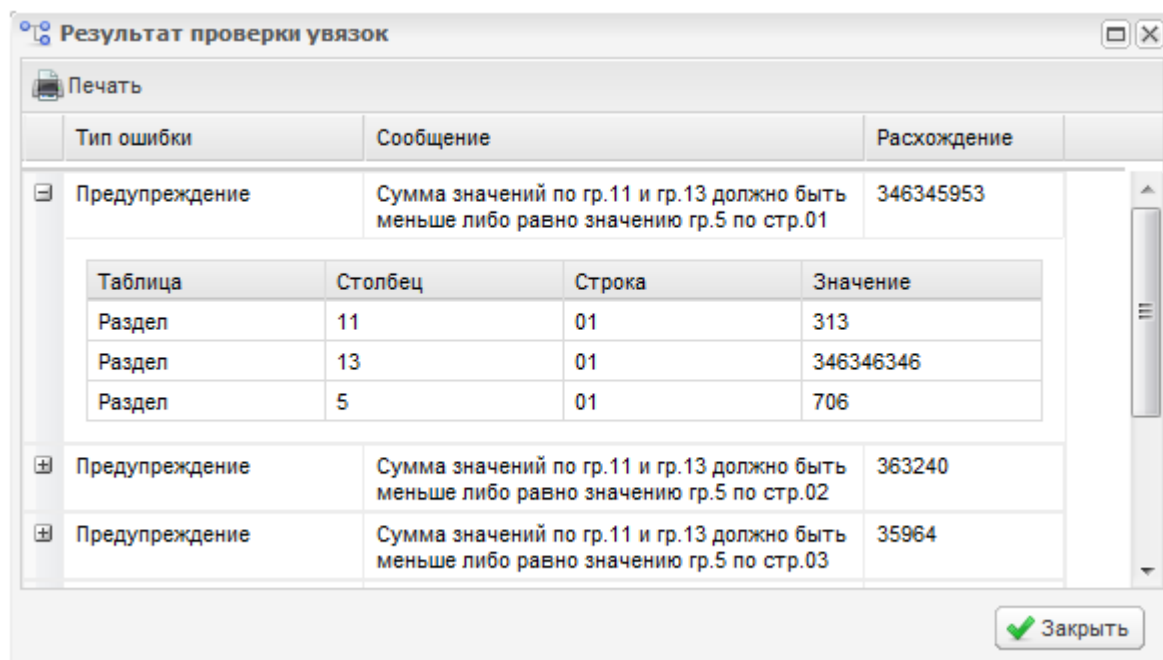 Результат проверки увязок
Печать
Тип ошибки Сообщение Расхождение
Предупреждение Сумма значений по гр.11 и гр.13 должно быть 346345953
меньше либо равно значению гр.5 по стр.01
Таблица Столбец Строка Значение
Раздел 11 01 313
Раздел 13 01 346346346
Раздел 5 01 706
Предупреждение Сумма значений по гр.11 и гр.13 должно быть 363240
меньше либо равно значению гр.5 по стр.02
Предупреждение Сумма значений по гр.11 и гр.13 должно быть 35964
меньше либо равно значению гр.5 по стр.03
Закрыть